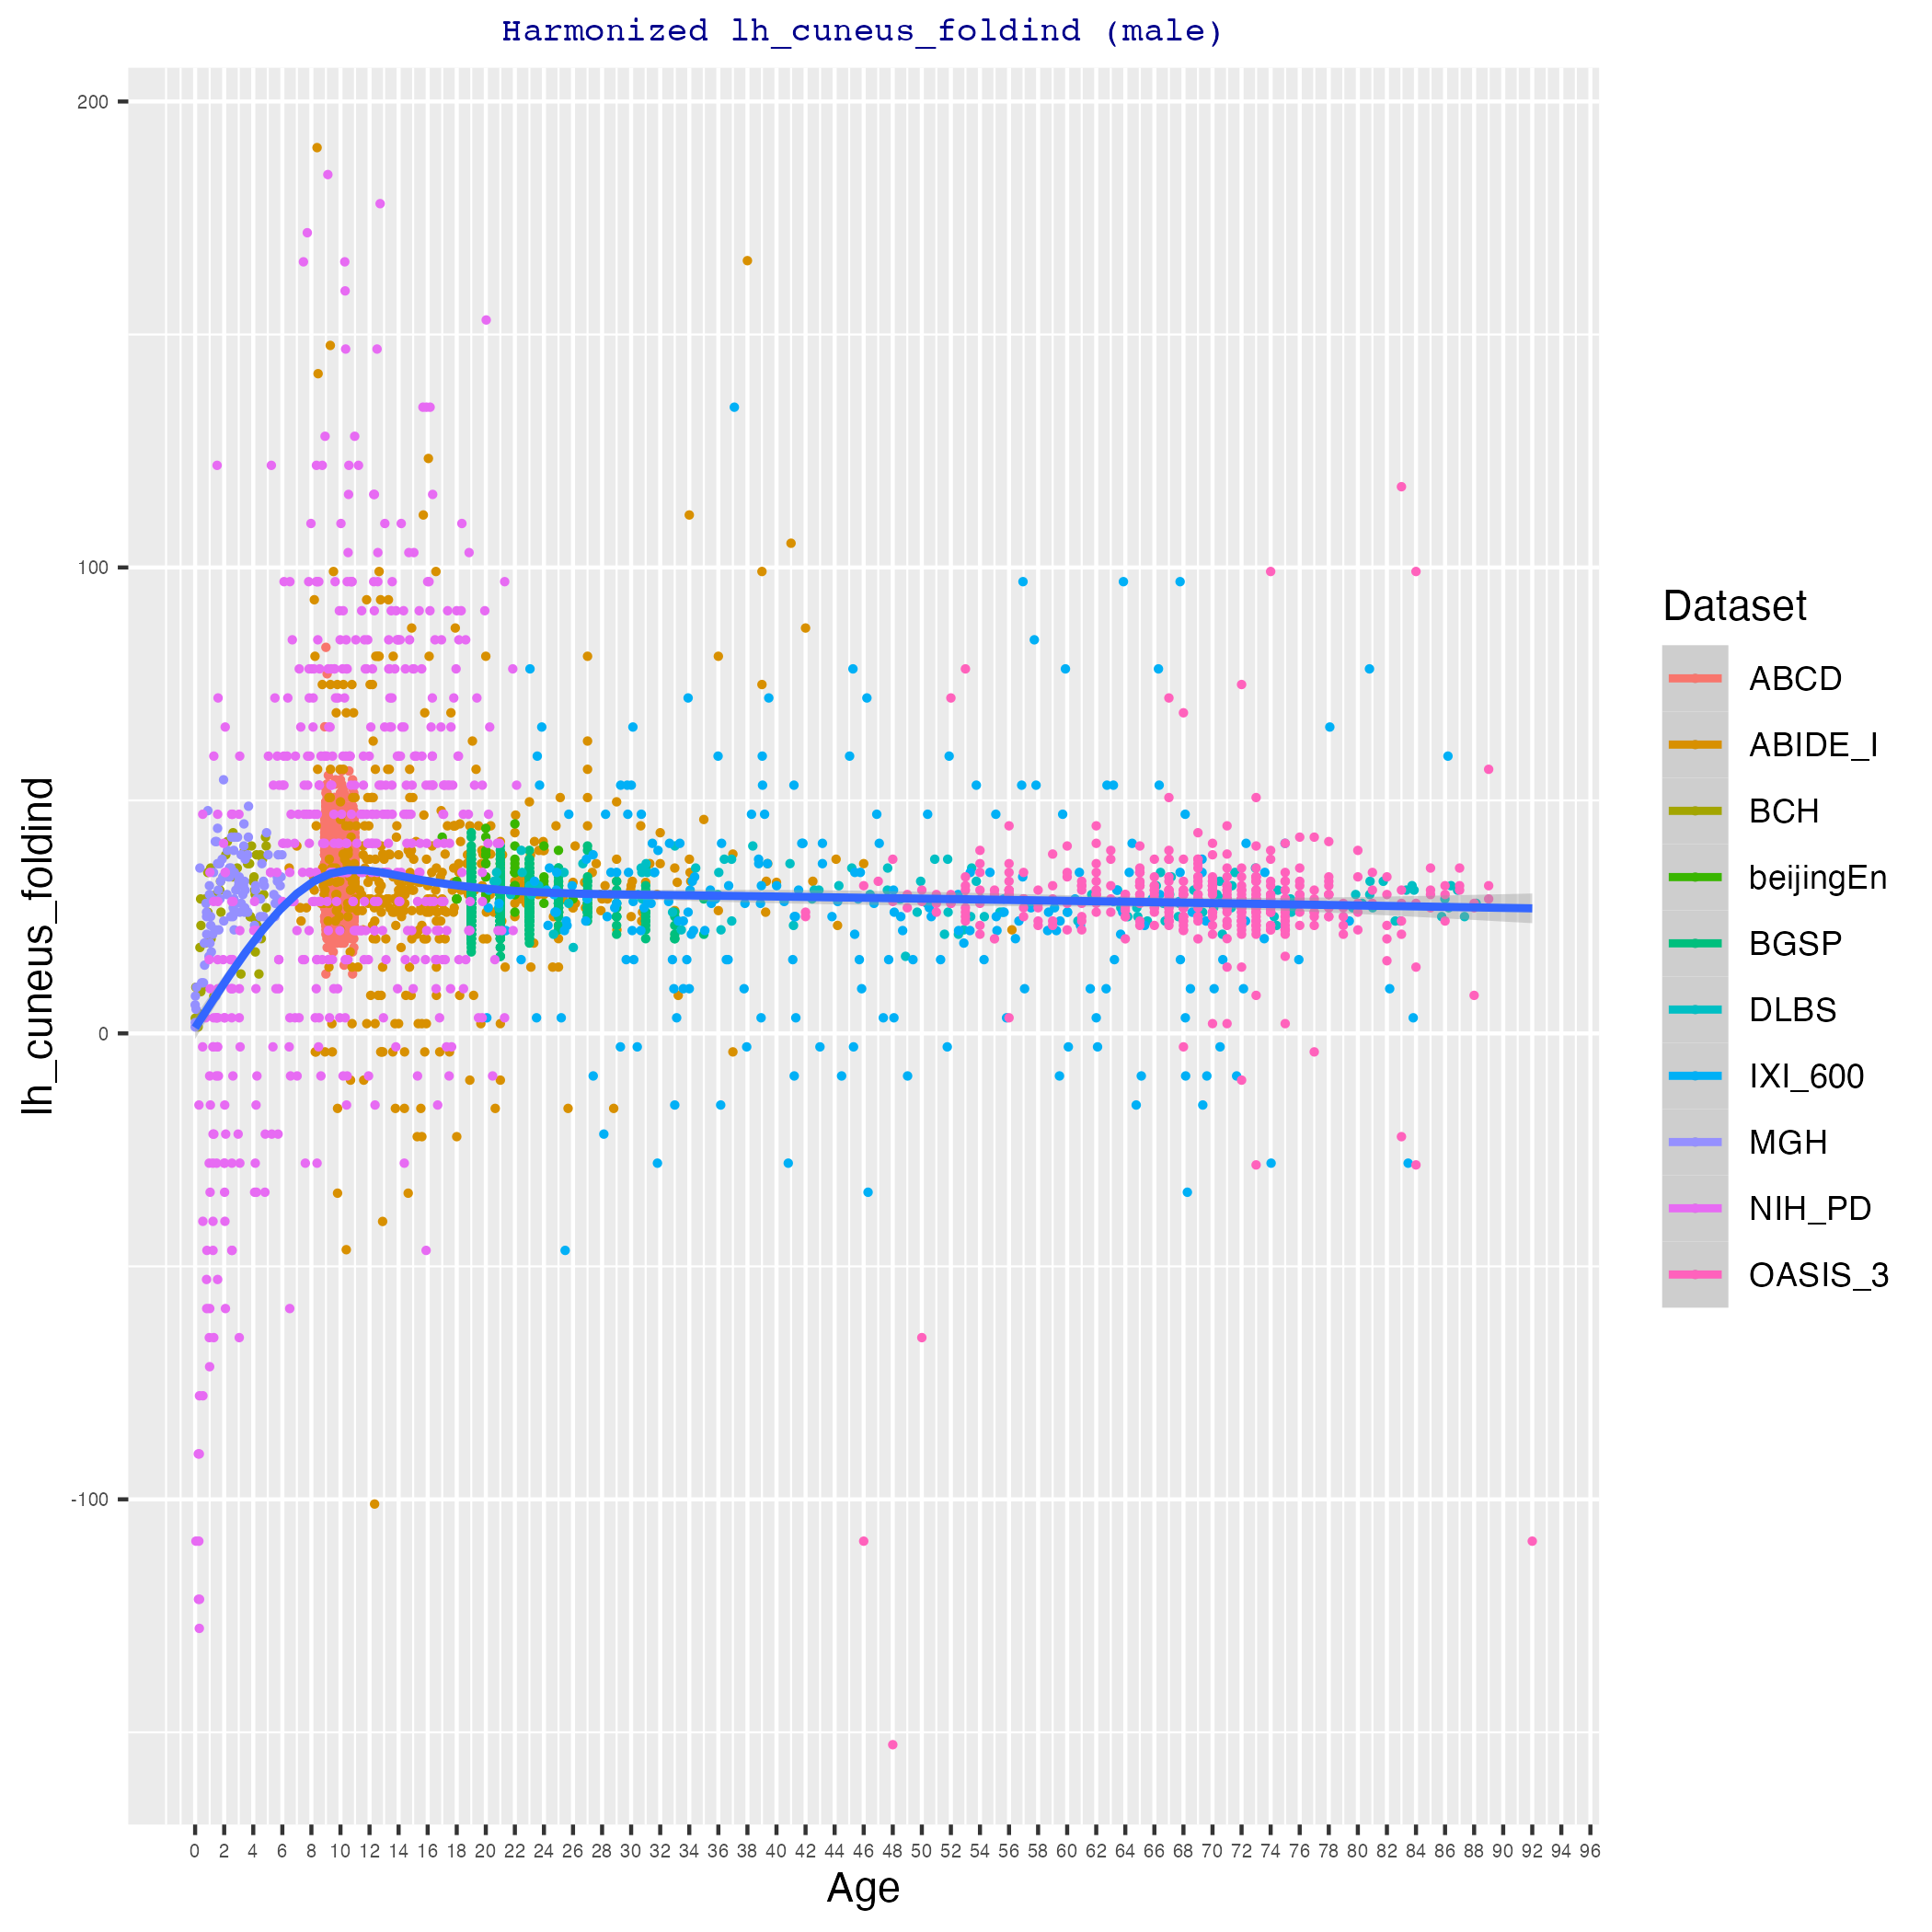 Harmonized lh_cuneus_foldind (male)
lh_cuneus_foldind
200
100
0
-100
0 2 4 6 8 10 12 14 16 18 20 22 24 26 28 30 32 34 36 38 40 42 44 46 48 50 52 54 56 58 60 62 64 66 68 70 72 74 76 78 80 82 84 86 88 90 92 94 96
Age
Dataset
ABCD
ABIDE_I
BCH
beijingEn
BGSP
DLBS
IXI_600
MGH
NIH_PD
OASIS_3